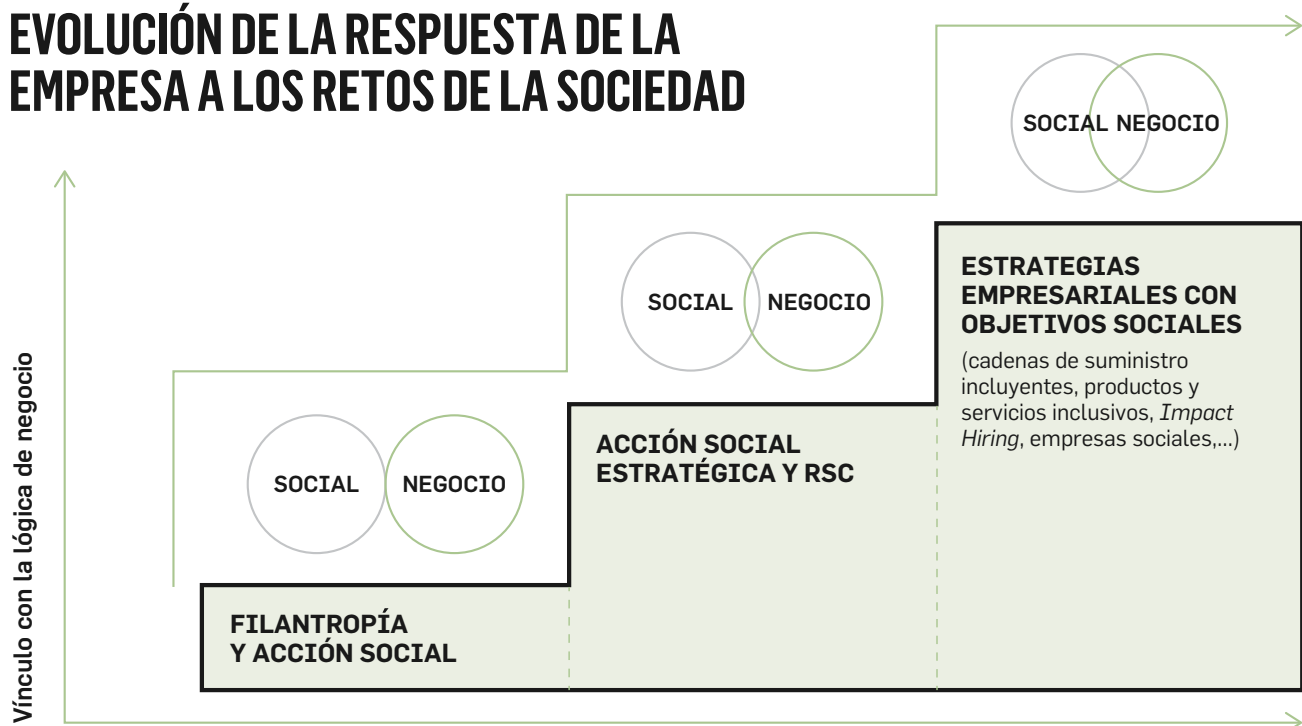 EVOLUCIÓN DE LA RESPUESTA DE LA
EMPRESA A LOS RETOS DE LA SOCIEDAD
SOCIAL NEGOCIO
SOCIAL NEGOCIO
SOCIAL NEGOCIO
ESTRATEGIAS
EMPRESARIALES CON
OBJETIVOS SOCIALES
(cadenas de suministro
incluyentes, productos y
servicios inclusivos, Impact
Hiring, empresas sociales,...)
ACCIÓN SOCIAL
ESTRATÉGICA Y RSC
FILANTROPÍA
Y ACCIÓN SOCIAL
Vínculo con la lógica de negocio